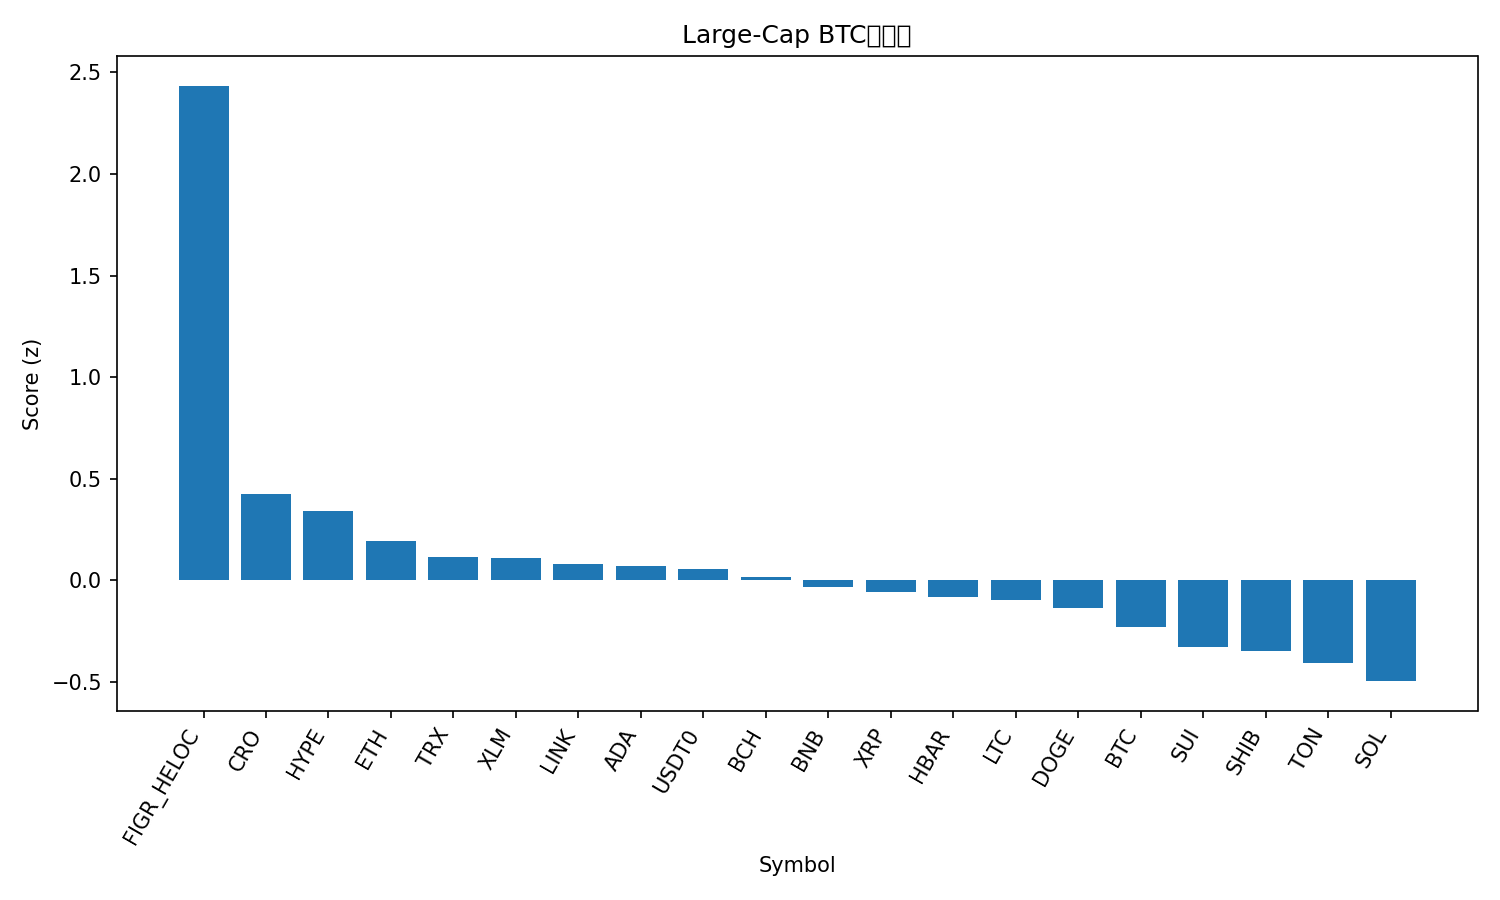 Large-Cap BTC
Score (z)
2.5
2.0
1.5
1.0
0.5
0.0
−0.5
FIGR_HELOC
CRO
HYPE
ETH
TRX
XLM
LINK
ADA
USDT0
BCH
BNB
XRP
HBAR
LTC
DOGE
BTC
SUI
SHIB
TON
SOL
Symbol